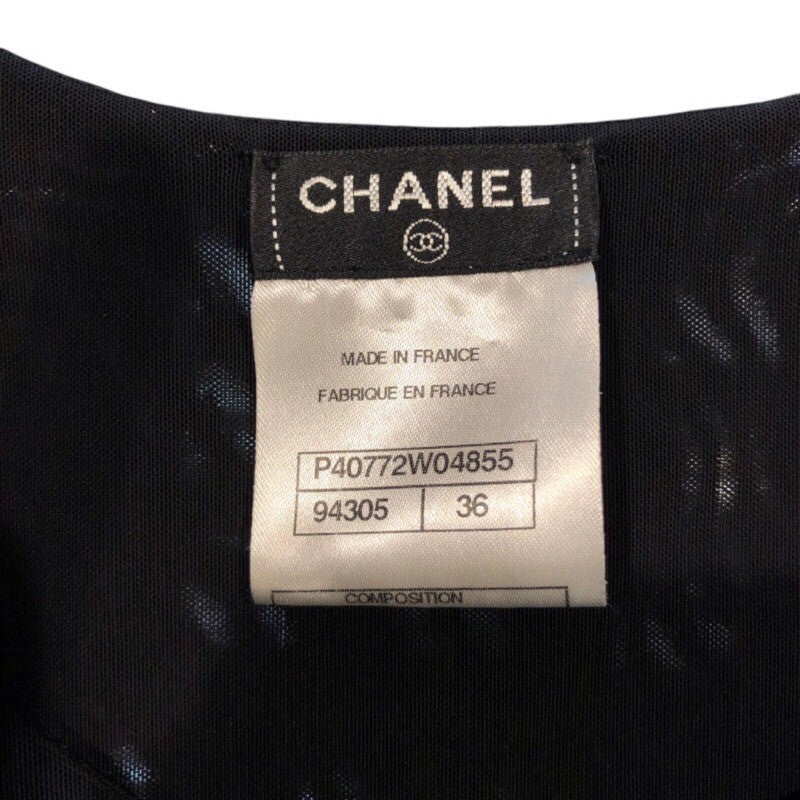 CHANEL
MADE IN FRANCE
FABRIQUE EN FRANCE
P40772W04855
94305 36
COMPOSITION